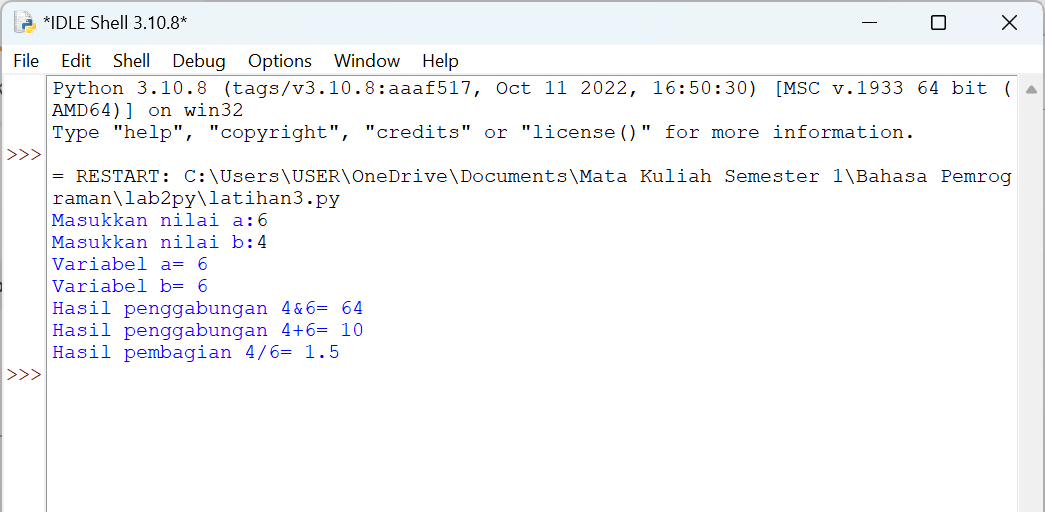 *IDLE Shell 3.10.8*
File Edit Shell Debug Options Window Help
Python 3.10.8 (tags/v3.10.8:aaaf517, Oct 11 2022, 16:50:30) [MSC v.1933 64 bit (
AMD64)] on win32
Type "help", "copyright", "credits" or "license()" for more information.
>>>
= RESTART: C:\Users\USER\OneDrive\Documents\Mata Kuliah Semester 1\Bahasa Pemrog
raman\lab2py\latihan3.py
Masukkan nilai a:6
Masukkan nilai b:4
Variabel a= 6
Variabel b= 6
Hasil penggabungan 4&6= 64
Hasil penggabungan 4+6= 10
Hasil pembagian 4/6= 1.5
>>>